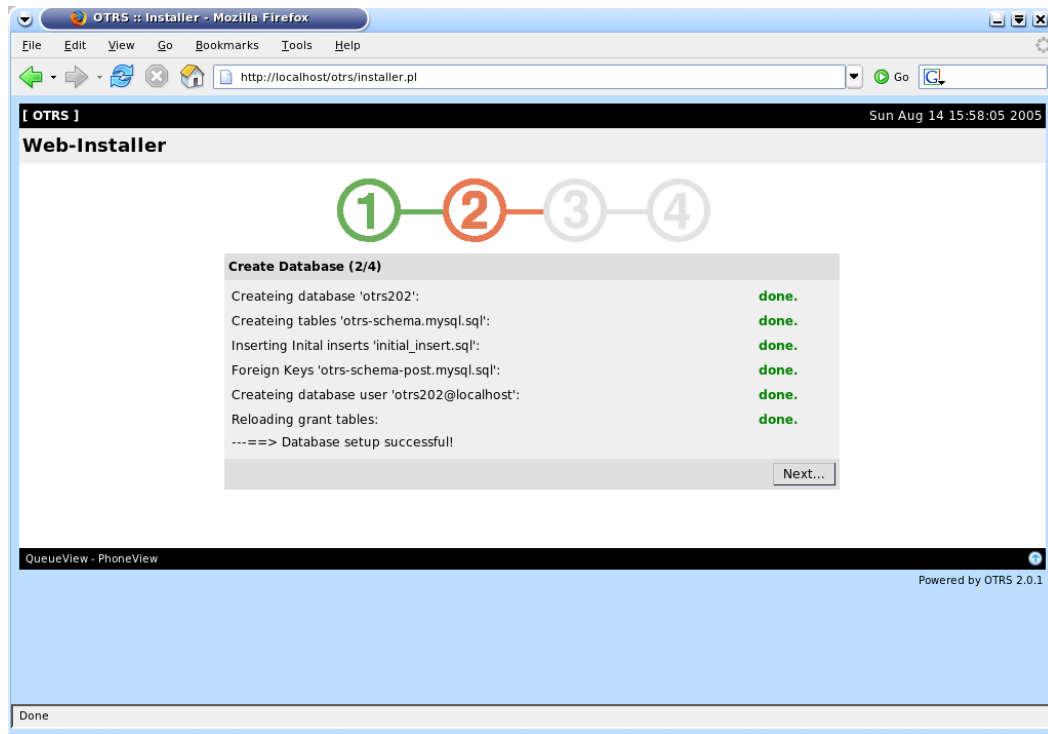 OTRS :: Installer - Mozilla Firefox
File Edit View Go Bookmarks Tools Help
http://localhost/otrs/installer.pl Go G
[ OTRS ] Sun Aug 14 15:58:05 2005
Web-Installer
1 2 3 4
Create Database (2/4)
Createing database 'otrs202': done.
Createing tables 'otrs-schema.mysql.sql': done.
Inserting Inital inserts 'initial_insert.sql': done.
Foreign Keys 'otrs-schema-post.mysql.sql': done.
Createing database user 'otrs202@localhost': done.
Reloading grant tables: done.
---==> Database setup successful!
Next...
QueueView - PhoneView
Powered by OTRS 2.0.1
Done